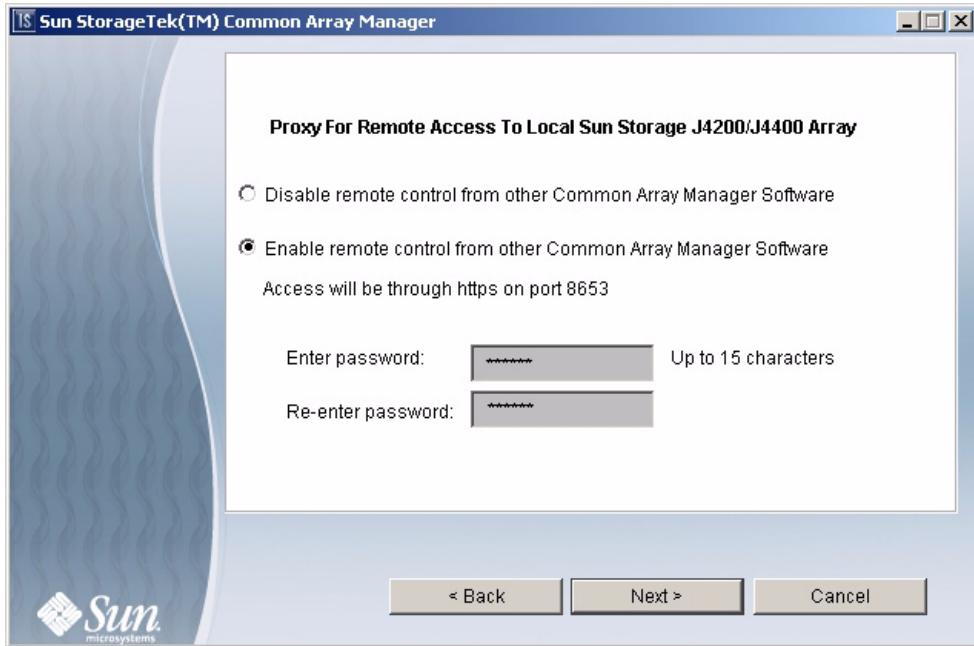 TS Sun StorageTek(TM) Common Array Manager
Proxy For Remote Access To Local Sun Storage J4200/J4400 Array
Disable remote control from other Common Array Manager Software
Enable remote control from other Common Array Manager Software
Access will be through https on port 8653
Enter password: ****** Up to 15 characters
Re-enter password: ******
< Back Next > Cancel
Sun
microsystems